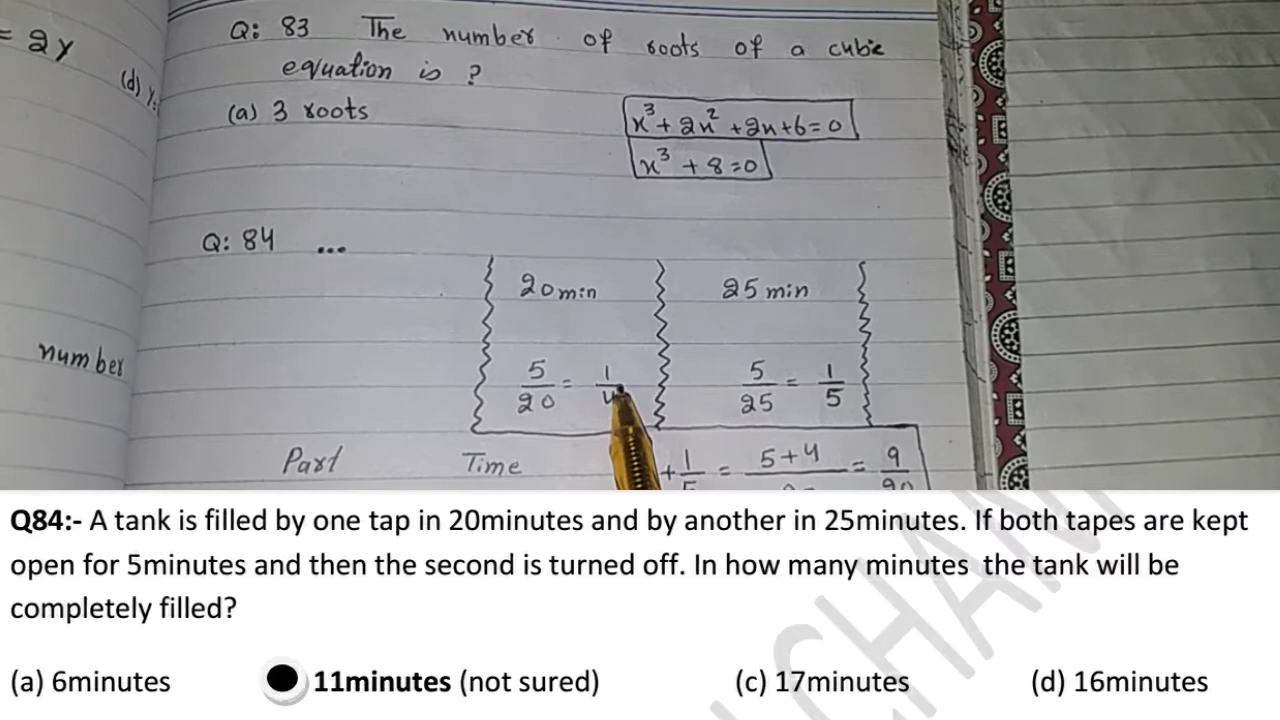 = 2y
(d) y=
number
Q: 83 The number of roots of a cubic
equation is ?
(a) 3 roots
x³ + 2x² + 2x + 6 = 0
x³ + 8 = 0
Q: 84 ...
20 min 25 min
5/20 = 1/4 5/25 = 1/5
Part Time + 1/5 = 5+4 = 9/20
Q84:- A tank is filled by one tap in 20minutes and by another in 25minutes. If both tapes are kept
open for 5minutes and then the second is turned off. In how many minutes the tank will be
completely filled?
(a) 6minutes 11minutes (not sured) (c) 17minutes (d) 16minutes